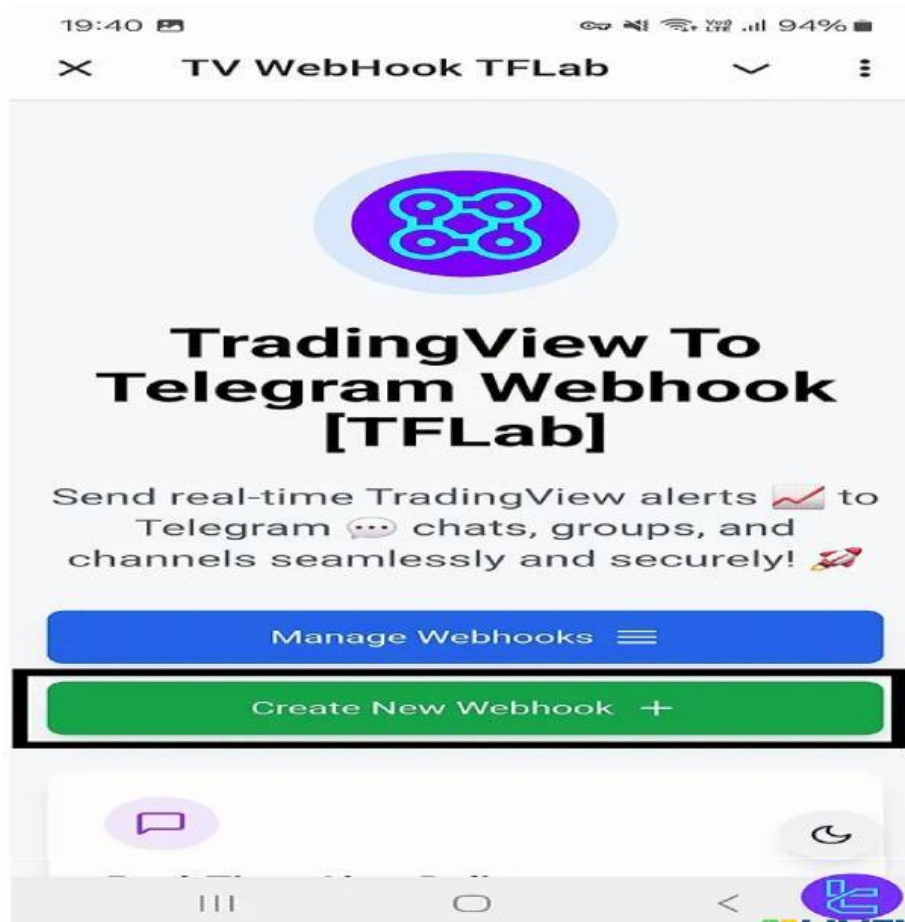 19:40 94%
TV WebHook TFLab
TradingView To
Telegram Webhook
[TFLab]
Send real-time TradingView alerts 📈 to
Telegram 💬 chats, groups, and
channels seamlessly and securely! 🚀
Manage Webhooks
Create New Webhook +